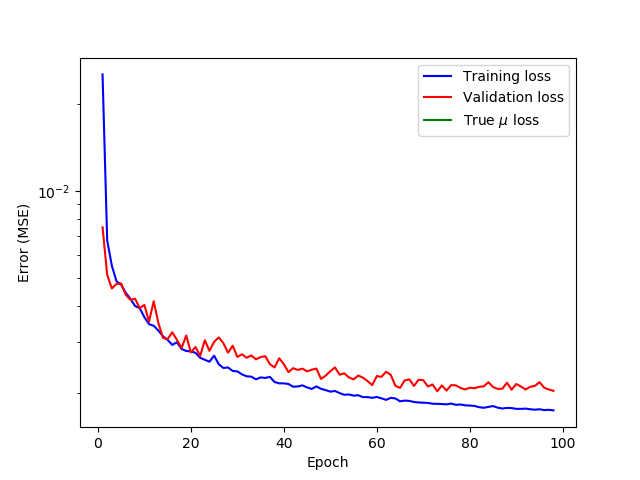 Training loss
Validation loss
True μ loss
10⁻²
Error (MSE)
0 20 40 60 80 100
Epoch